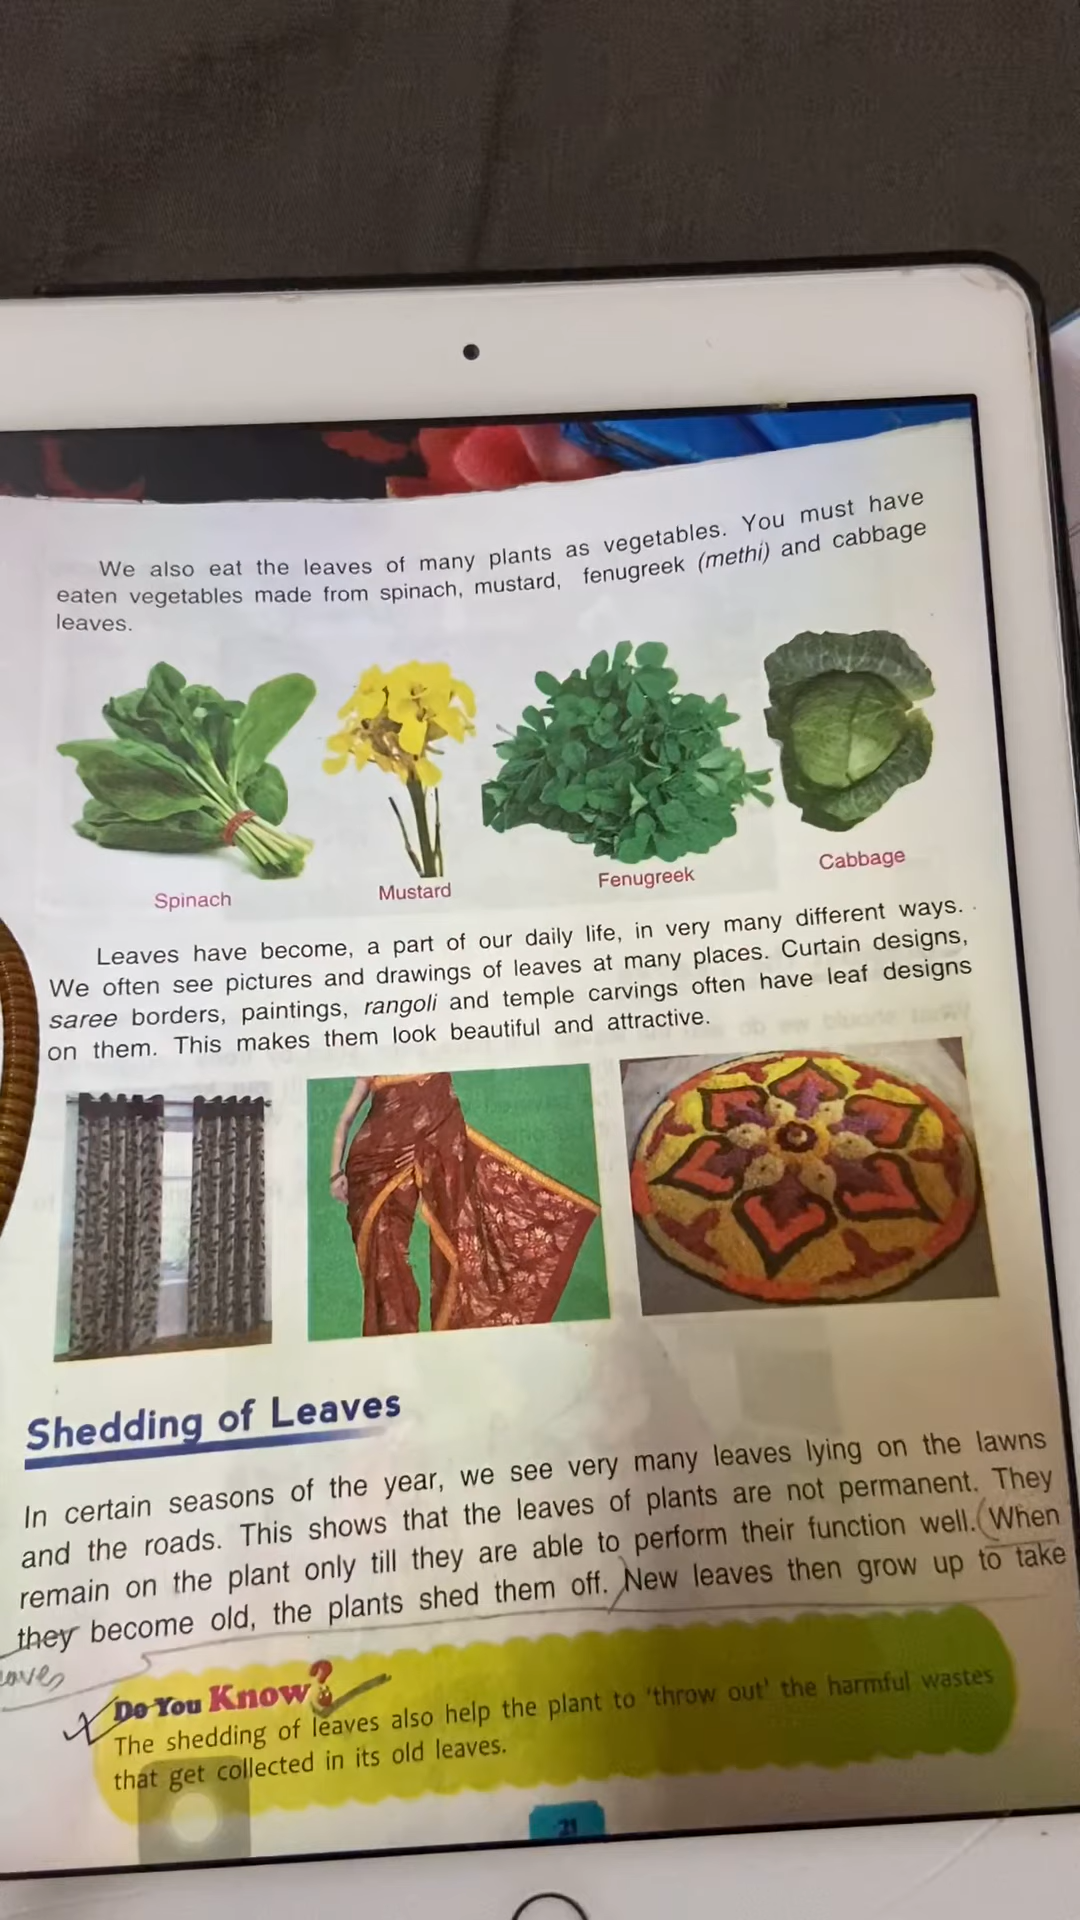 We also eat the leaves of many plants as vegetables. You must have
eaten vegetables made from spinach, mustard, fenugreek (methi) and cabbage
leaves.
Spinach
Mustard
Fenugreek
Cabbage
Leaves have become, a part of our daily life, in very many different ways.
We often see pictures and drawings of leaves at many places. Curtain designs,
saree borders, paintings, rangoli and temple carvings often have leaf designs
on them. This makes them look beautiful and attractive.
Shedding of Leaves
In certain seasons of the year, we see very many leaves lying on the lawns
and the roads. This shows that the leaves of plants are not permanent. They
remain on the plant only till they are able to perform their function well. (When
they become old, the plants shed them off.) New leaves then grow up to take
Do You Know?
The shedding of leaves also help the plant to 'throw out' the harmful wastes
that get collected in its old leaves.
21